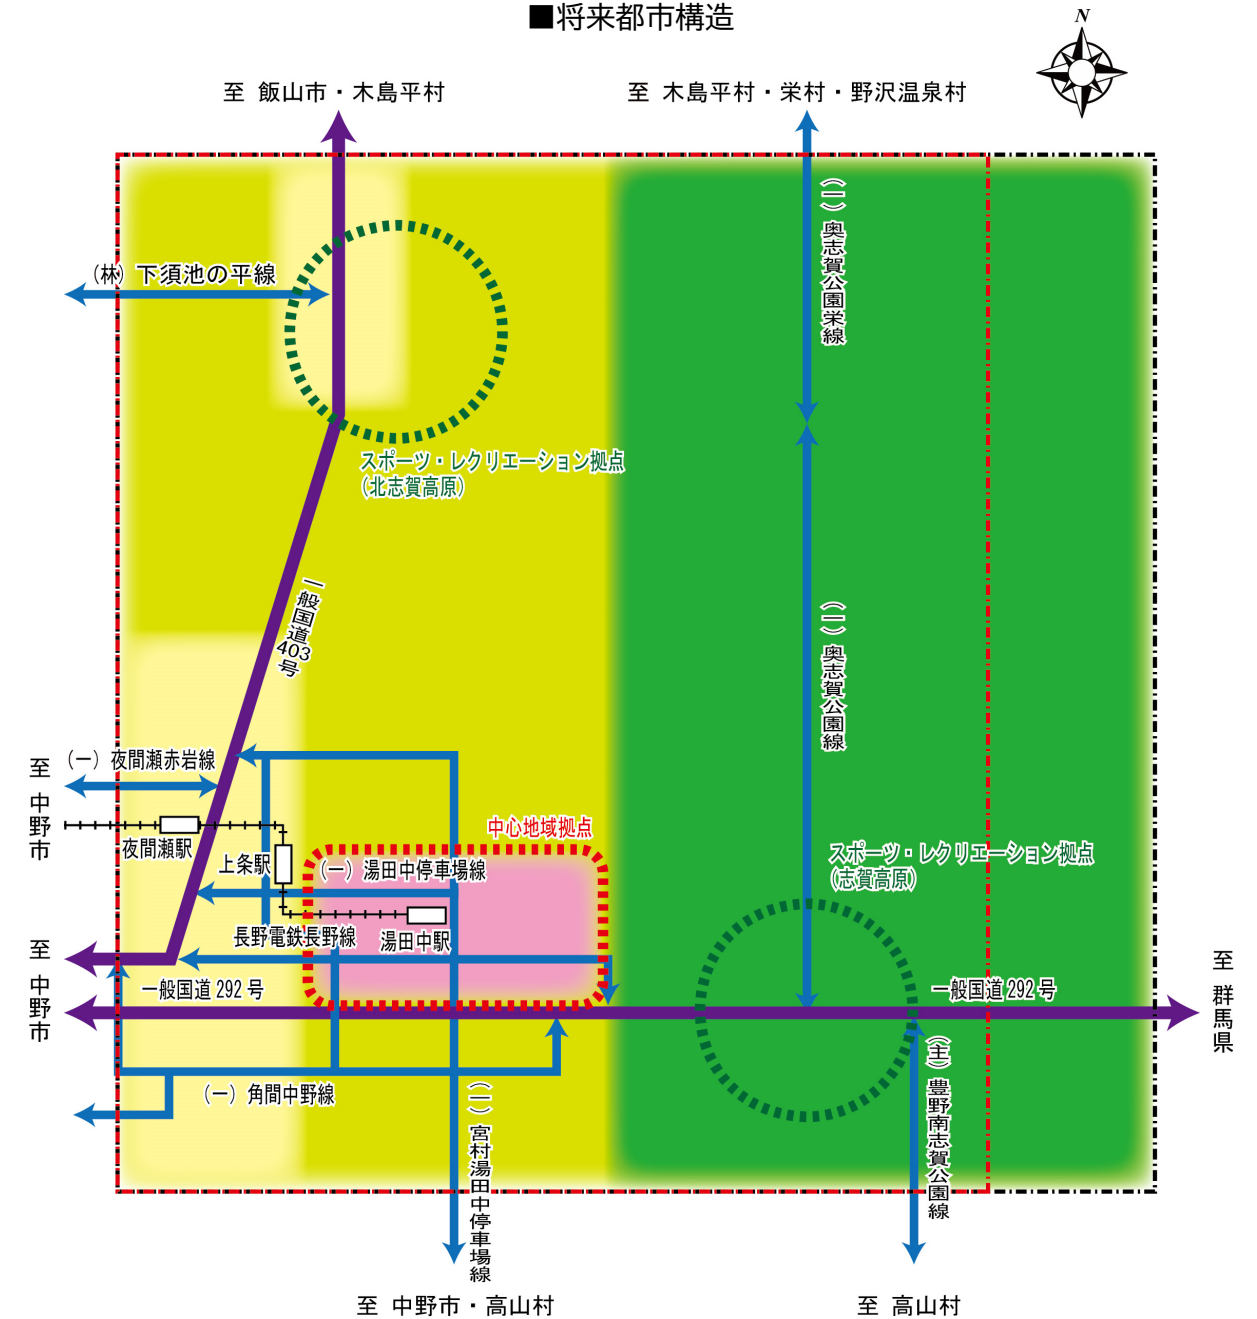 ■将来都市構造
N
至 飯山市・木島平村
至 木島平村・栄村・野沢温泉村
（一）奥志賀公園栄線
（林）下須池の平線
スポーツ・レクリエーション拠点
（北志賀高原）
一般国道403号
（一）奥志賀公園線
（一）夜間瀬赤岩線
至 中野市
夜間瀬駅
上条駅
中心地域拠点
（一）湯田中停車場線
スポーツ・レクリエーション拠点
（志賀高原）
長野電鉄長野線
湯田中駅
至 中野市
一般国道 292 号
一般国道 292 号
至 群馬県
（一）角間中野線
（主）豊野南志賀公園線
（一）宮村湯田中停車場線
至 中野市・高山村
至 高山村